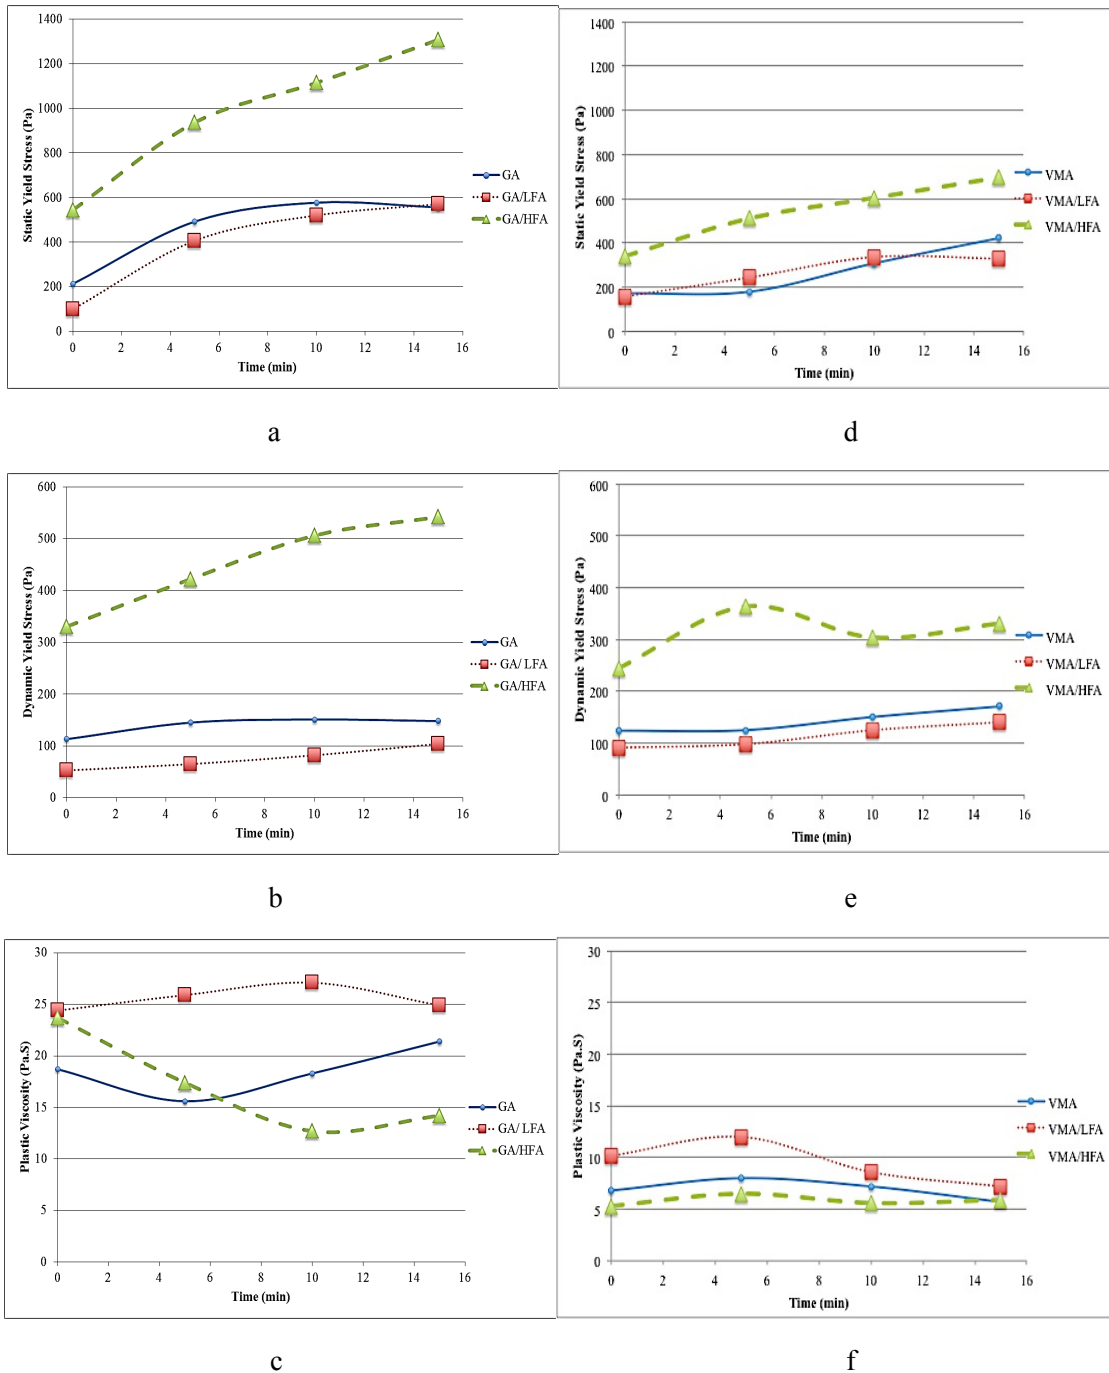 1400
1200
1000
800
600
400
200
0
0 2 4 6 8 10 12 14 16
Static Yield Stress (Pa)
Time (min)
GA
GA/LFA
GA/HFA
a
1400
1200
1000
800
600
400
200
0
0 2 4 6 8 10 12 14 16
Static Yield Stress (Pa)
Time (min)
VMA
VMA/LFA
VMA/HFA
d
600
500
400
300
200
100
0
0 2 4 6 8 10 12 14 16
Dynamic Yield Stress (Pa)
Time (min)
GA
GA/ LFA
GA/HFA
b
600
500
400
300
200
100
0
0 2 4 6 8 10 12 14 16
Dynamic Yield Stress (Pa)
Time (min)
VMA
VMA/LFA
VMA/HFA
e
30
25
20
15
10
5
0
0 2 4 6 8 10 12 14 16
Plastic Viscosity (Pa.S)
Time (min)
GA
GA/ LFA
GA/HFA
c
30
25
20
15
10
5
0
0 2 4 6 8 10 12 14 16
Plastic Viscosity (Pa.S)
Time (min)
VMA
VMA/LFA
VMA/HFA
f